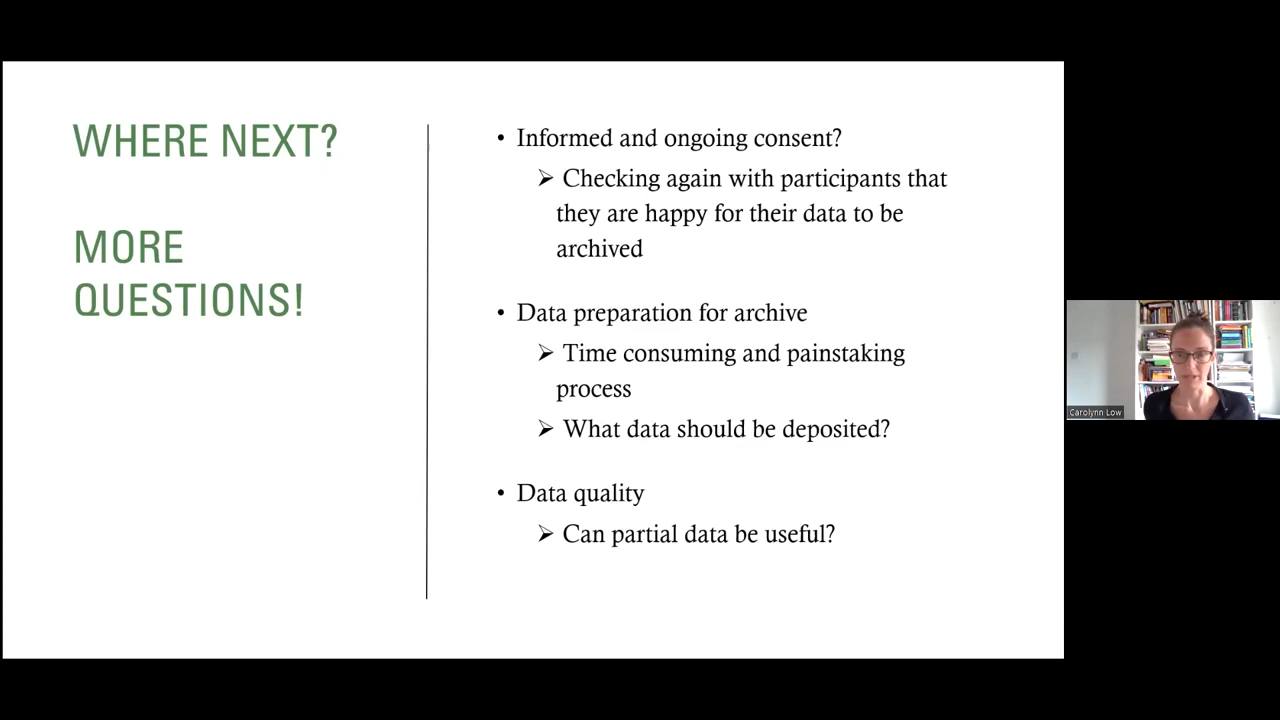 WHERE NEXT?
MORE
QUESTIONS!
• Informed and ongoing consent?
➢ Checking again with participants that
they are happy for their data to be
archived
• Data preparation for archive
➢ Time consuming and painstaking
process
➢ What data should be deposited?
• Data quality
➢ Can partial data be useful?
Carolynn Low